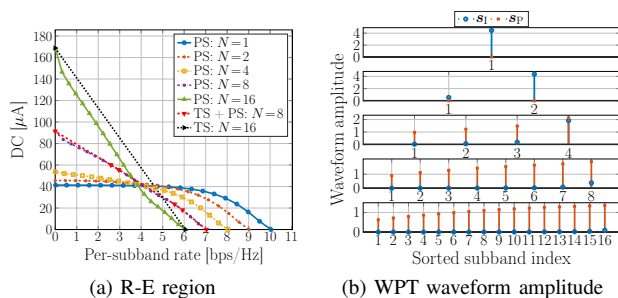 180
160
140
120
100
80
60
40
20
0
DC [μA]
PS: N = 1
PS: N = 2
PS: N = 4
PS: N = 8
PS: N = 16
TS + PS: N = 8
TS: N = 16
0 1 2 3 4 5 6 7 8 9 10 11
Per-subband rate [bps/Hz]
(a) R-E region
s_I s_P
Waveform amplitude
4
2
0
1
4
2
0
1 2
2
1
0
1 2 3 4
1
0
1 2 3 4 5 6 7 8
1
0
1 2 3 4 5 6 7 8 9 10 11 12 13 14 15 16
Sorted subband index
(b) WPT waveform amplitude